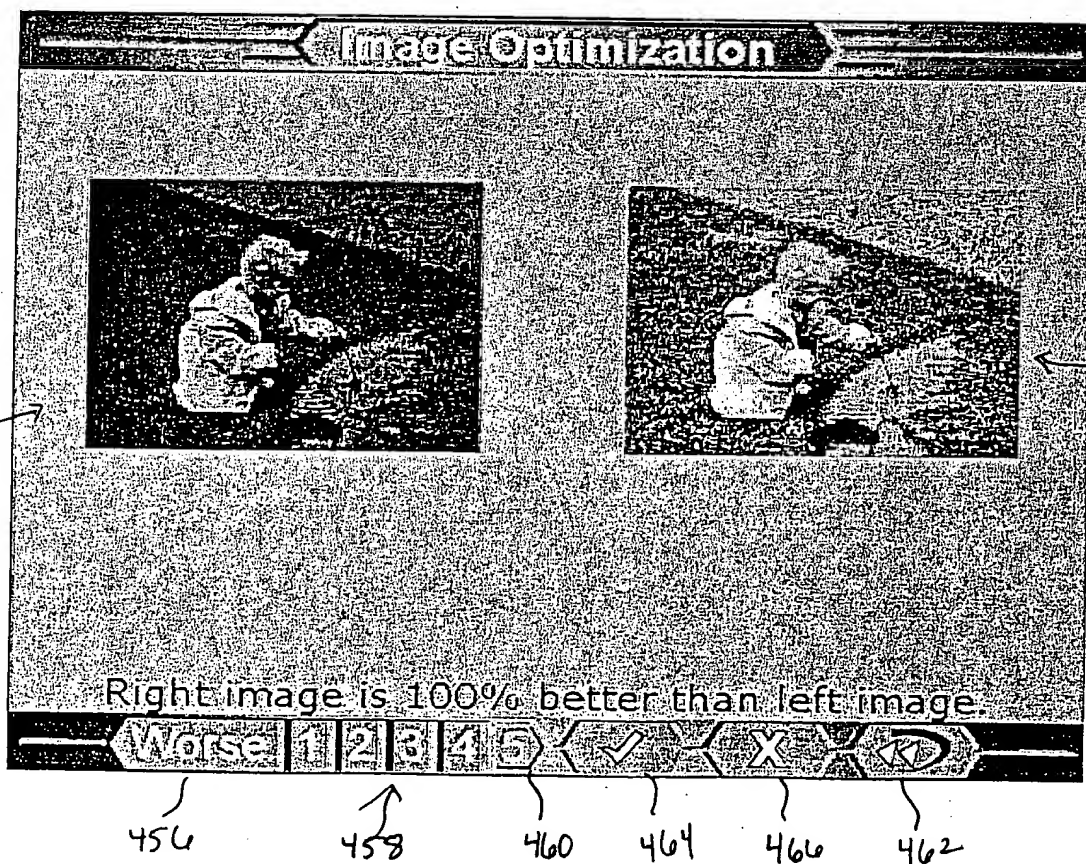 Image Optimization
Right image is 100% better than left image.
Worse 1 2 3 4 5 ✓ X
456 458 460 464 466 462